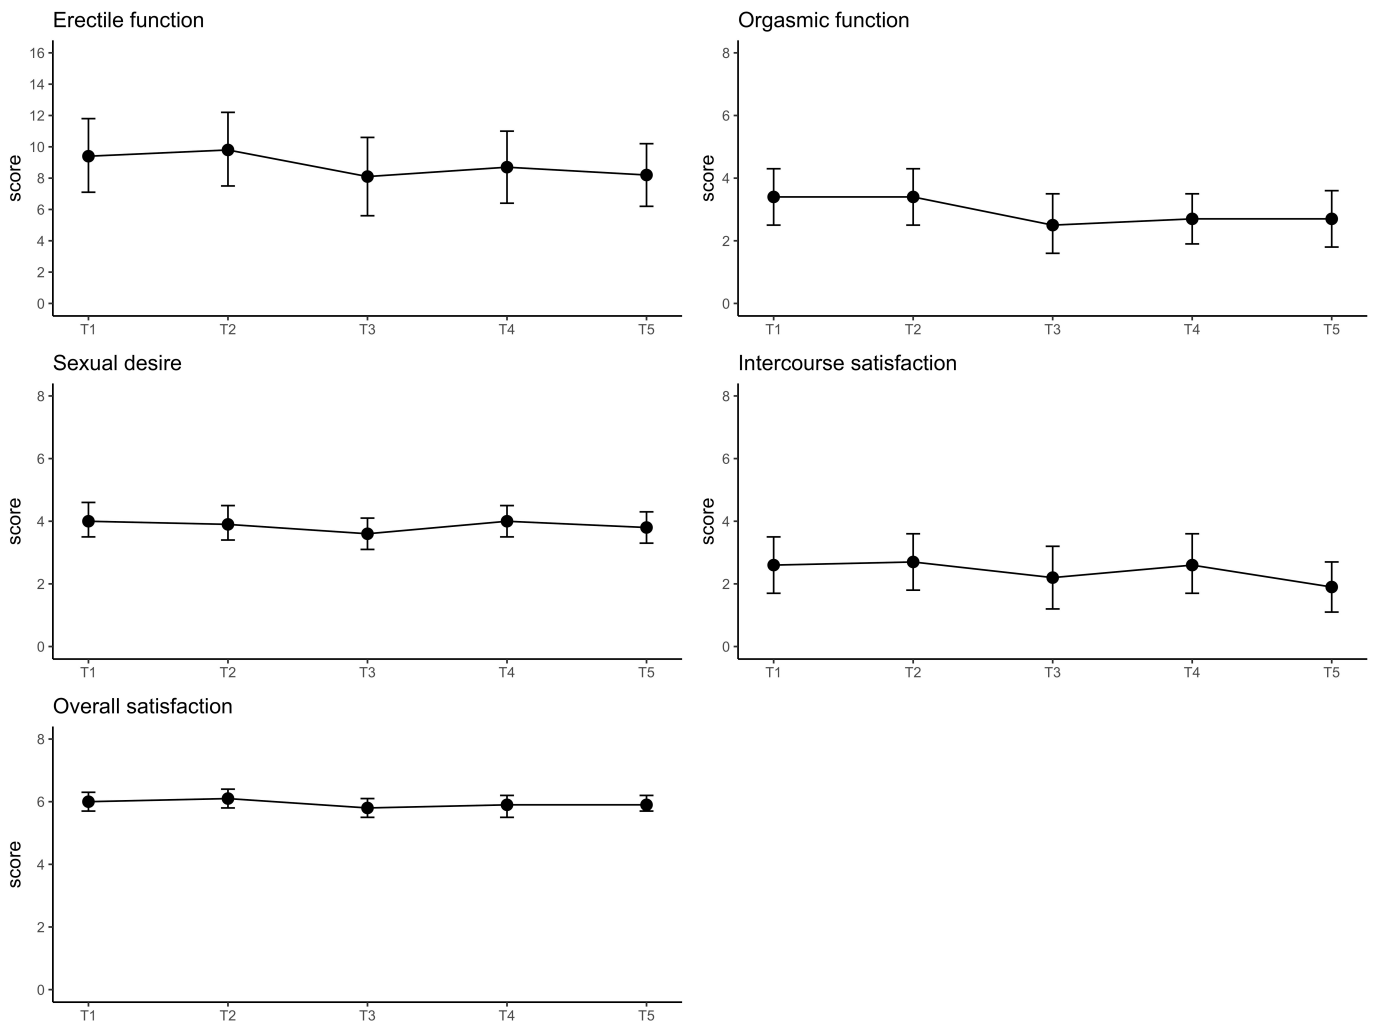 Erectile function
score
16
14
12
10
8
6
4
2
0
T1 T2 T3 T4 T5
Orgasmic function
score
8
6
4
2
0
T1 T2 T3 T4 T5
Sexual desire
score
8
6
4
2
0
T1 T2 T3 T4 T5
Intercourse satisfaction
score
8
6
4
2
0
T1 T2 T3 T4 T5
Overall satisfaction
score
8
6
4
2
0
T1 T2 T3 T4 T5